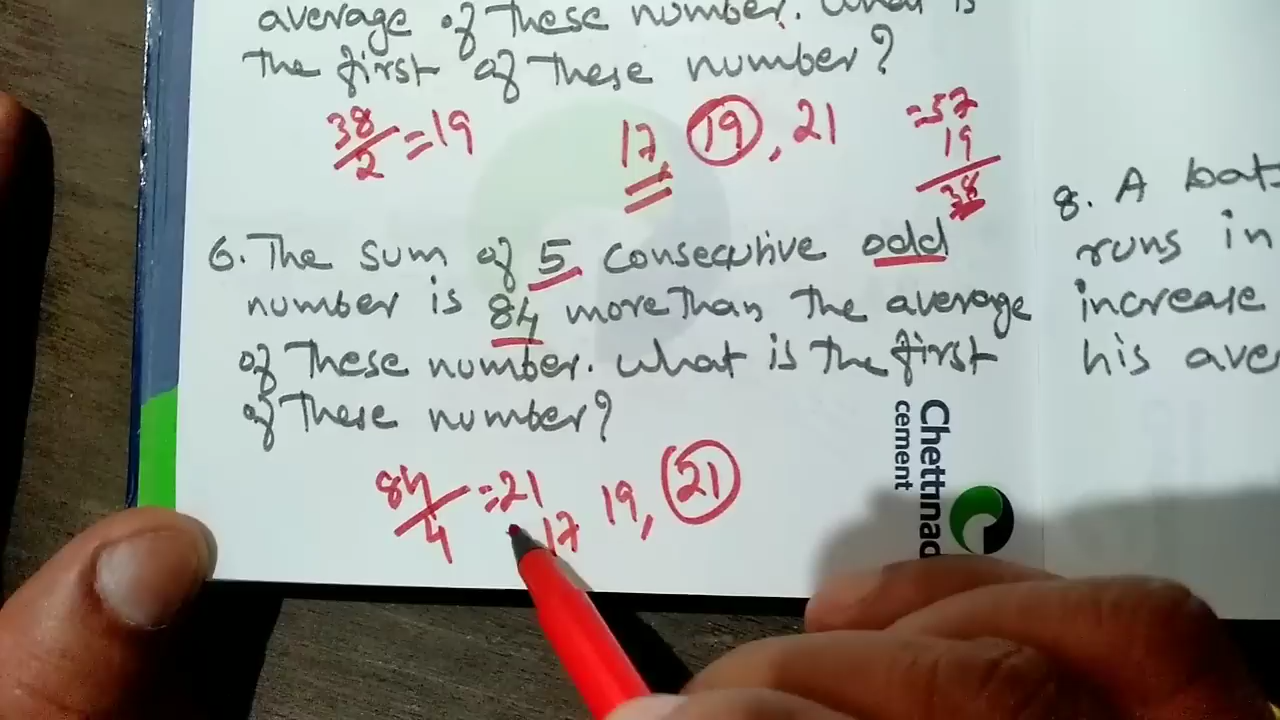 average of these number. What is
the first of these number?
38/2 = 19
17, 19, 21
= 57
19
38
6. The sum of 5 consecutive odd
number is 84 more than the average
of these number. What is the first
of these number?
84/4 = 21
17 19, 21
8. A bat
runs in
increase
his ave
Chettinad
cement